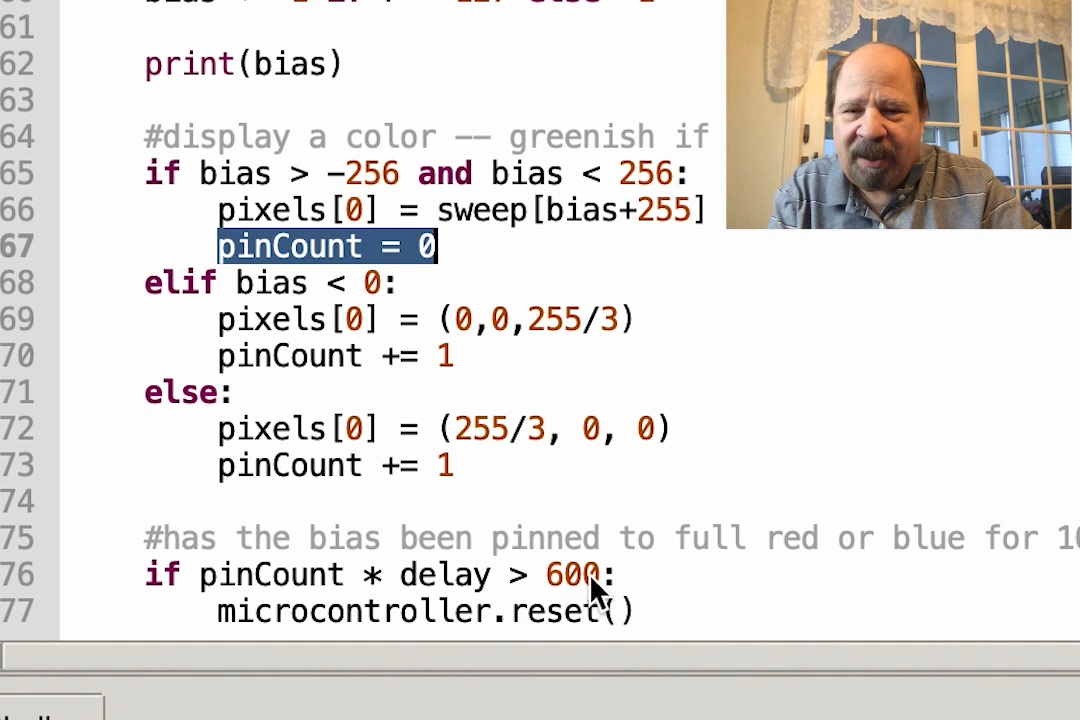 61
62 print(bias)
63
64 #display a color -- greenish if
65 if bias > -256 and bias < 256:
66 pixels[0] = sweep[bias+255]
67 pinCount = 0
68 elif bias < 0:
69 pixels[0] = (0,0,255/3)
70 pinCount += 1
71 else:
72 pixels[0] = (255/3, 0, 0)
73 pinCount += 1
74
75 #has the bias been pinned to full red or blue for 10
76 if pinCount * delay > 600:
77 microcontroller.reset()